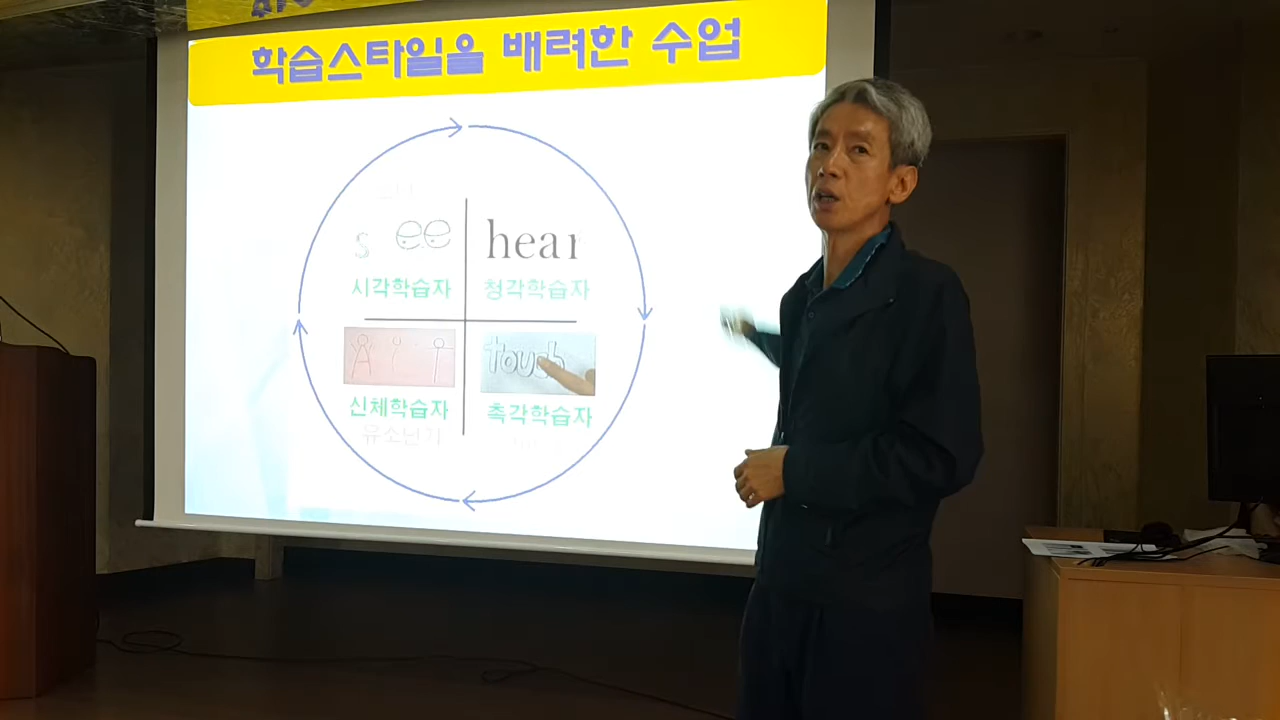 학습스타일을 배려한 수업
see hear
시각학습자 청각학습자
touch
신체학습자 촉각학습자
유소년기